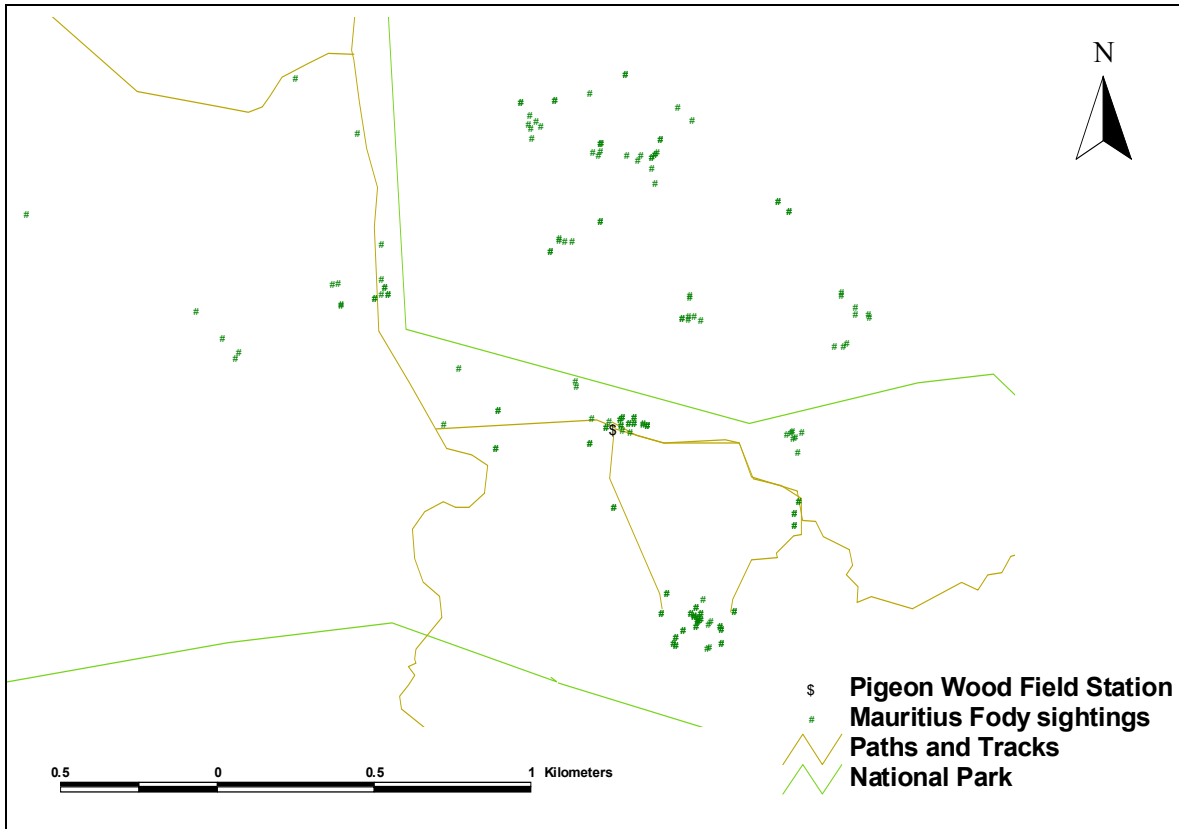 N
$ Pigeon Wood Field Station
# Mauritius Fody sightings
Paths and Tracks
National Park
0.5 0 0.5 1 Kilometers
$